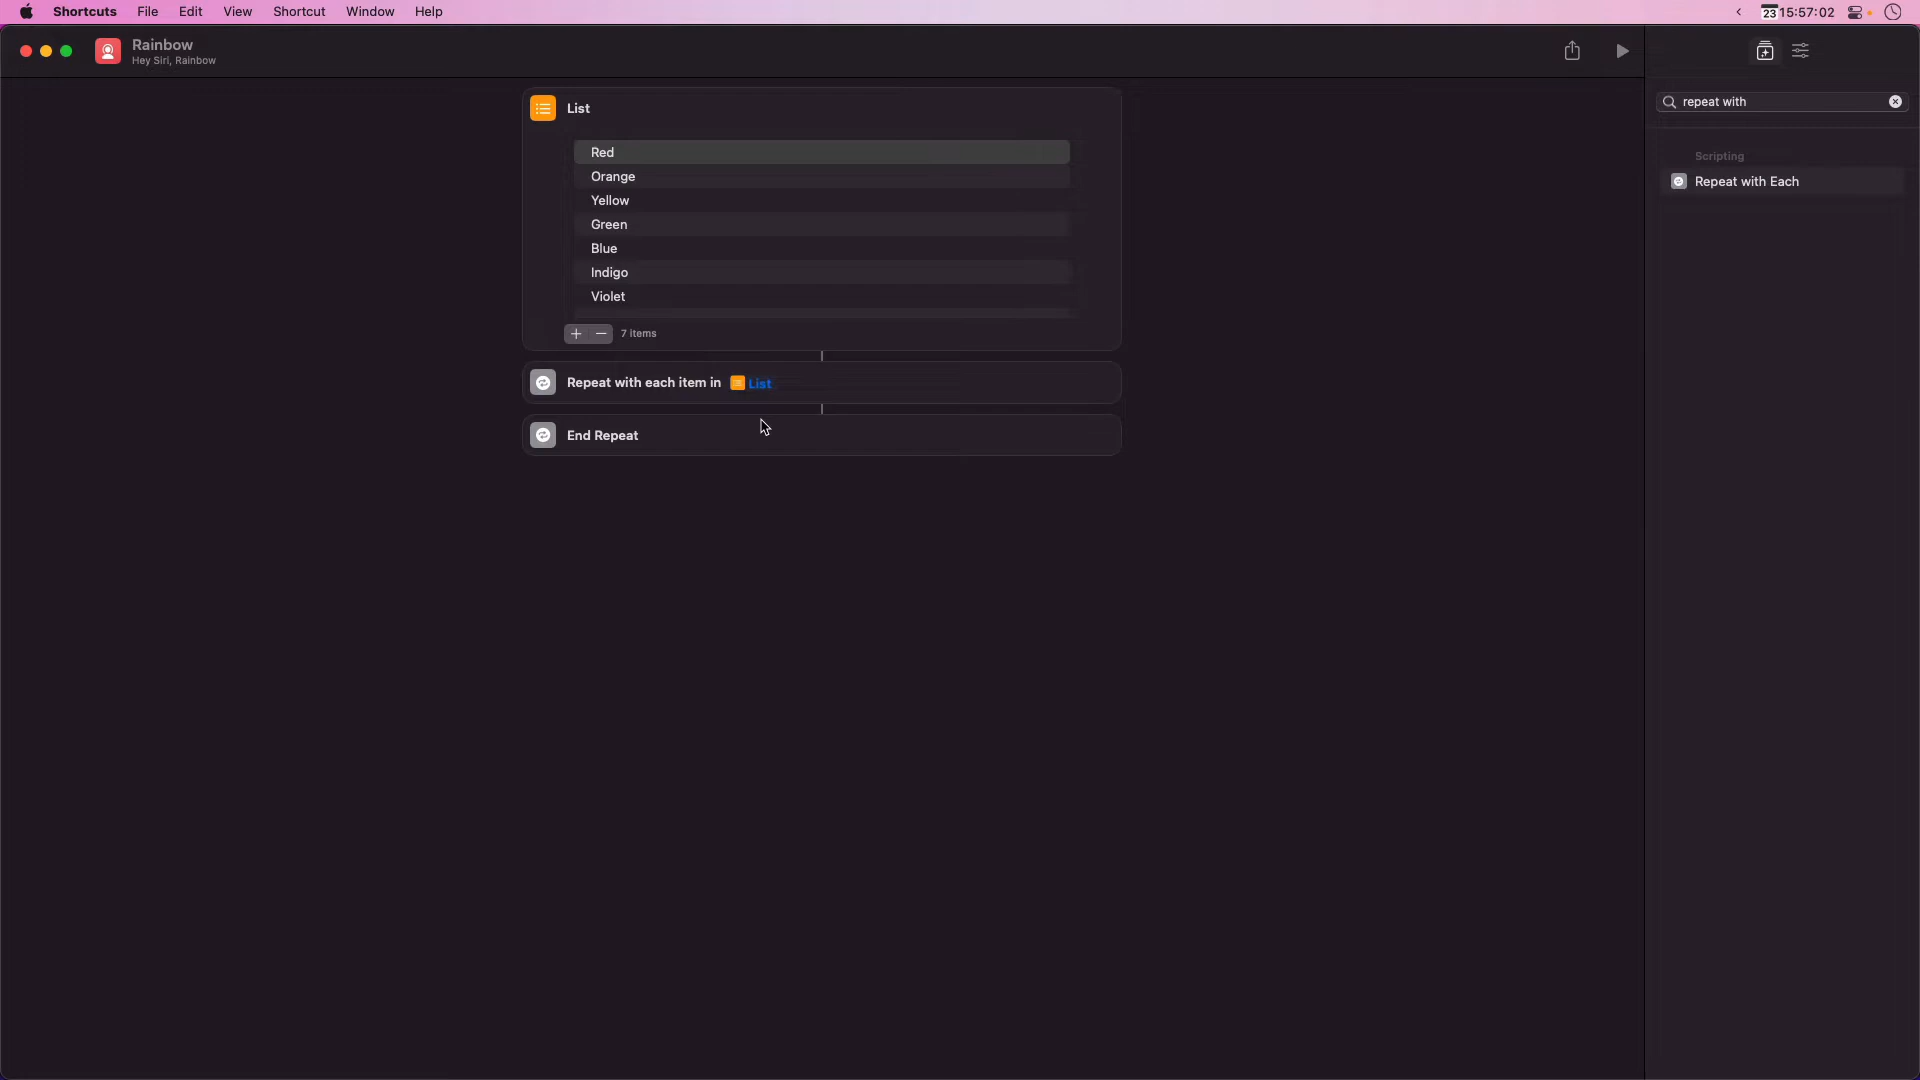 Shortcuts File Edit View Shortcut Window Help
23 15:57:02
Rainbow
Hey Siri, Rainbow
repeat with
Scripting
Repeat with Each
List
Red
Orange
Yellow
Green
Blue
Indigo
Violet
7 items
Repeat with each item in List
End Repeat